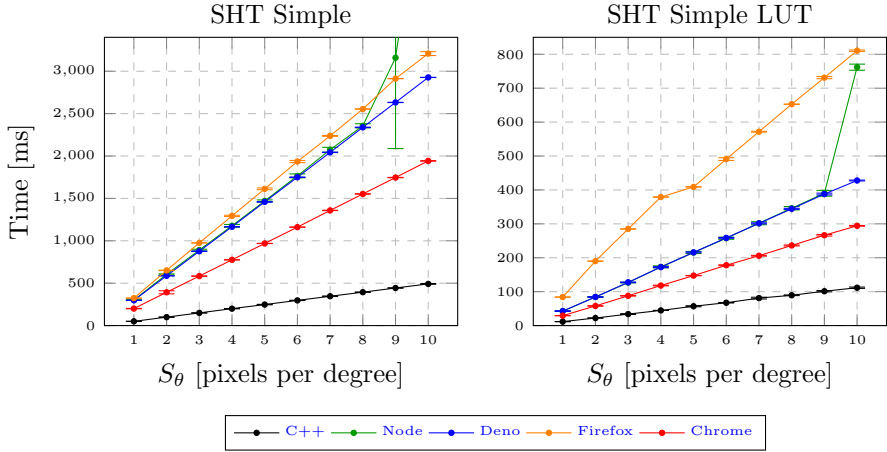 SHT Simple
SHT Simple LUT
Time [ms]
3,000
2,500
2,000
1,500
1,000
500
0
1 2 3 4 5 6 7 8 9 10
S_θ [pixels per degree]
800
700
600
500
400
300
200
100
0
1 2 3 4 5 6 7 8 9 10
S_θ [pixels per degree]
C++ Node Deno Firefox Chrome